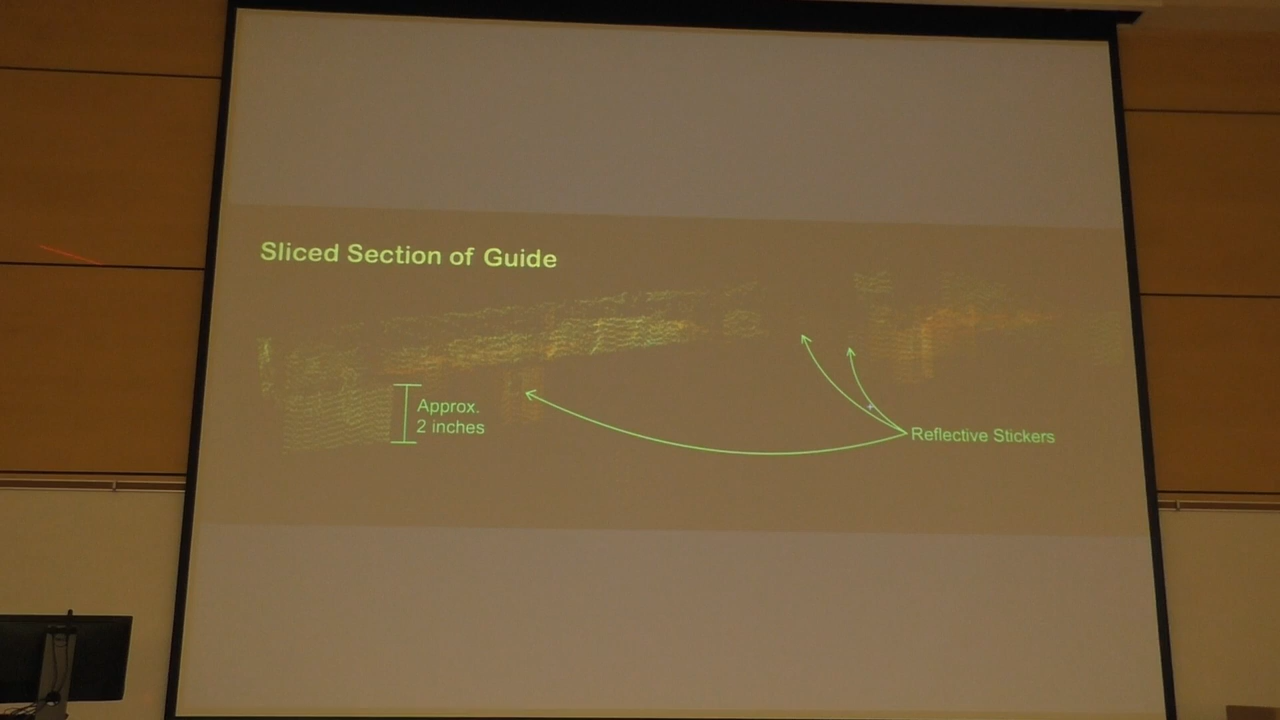 Sliced Section of Guide
Approx.
2 inches
Reflective Stickers